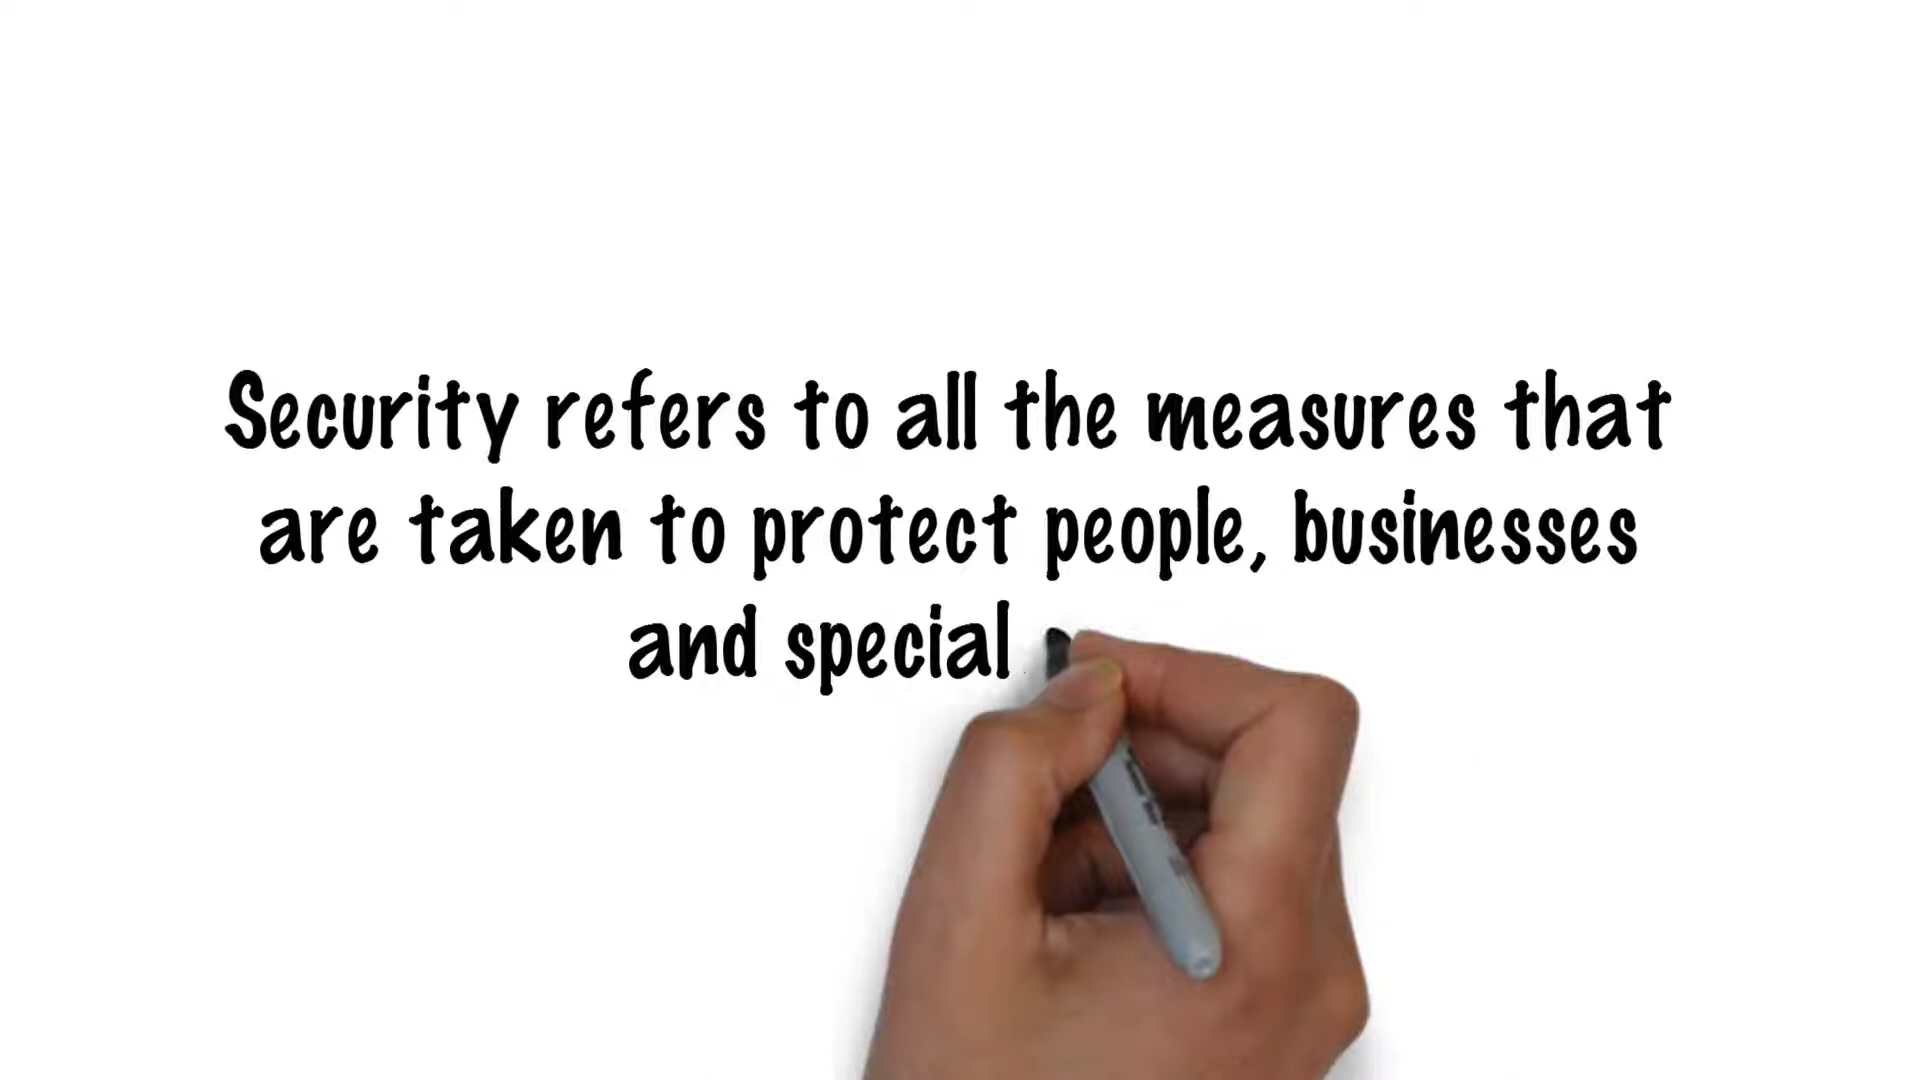 Security refers to all the measures that
are taken to protect people, businesses
and special